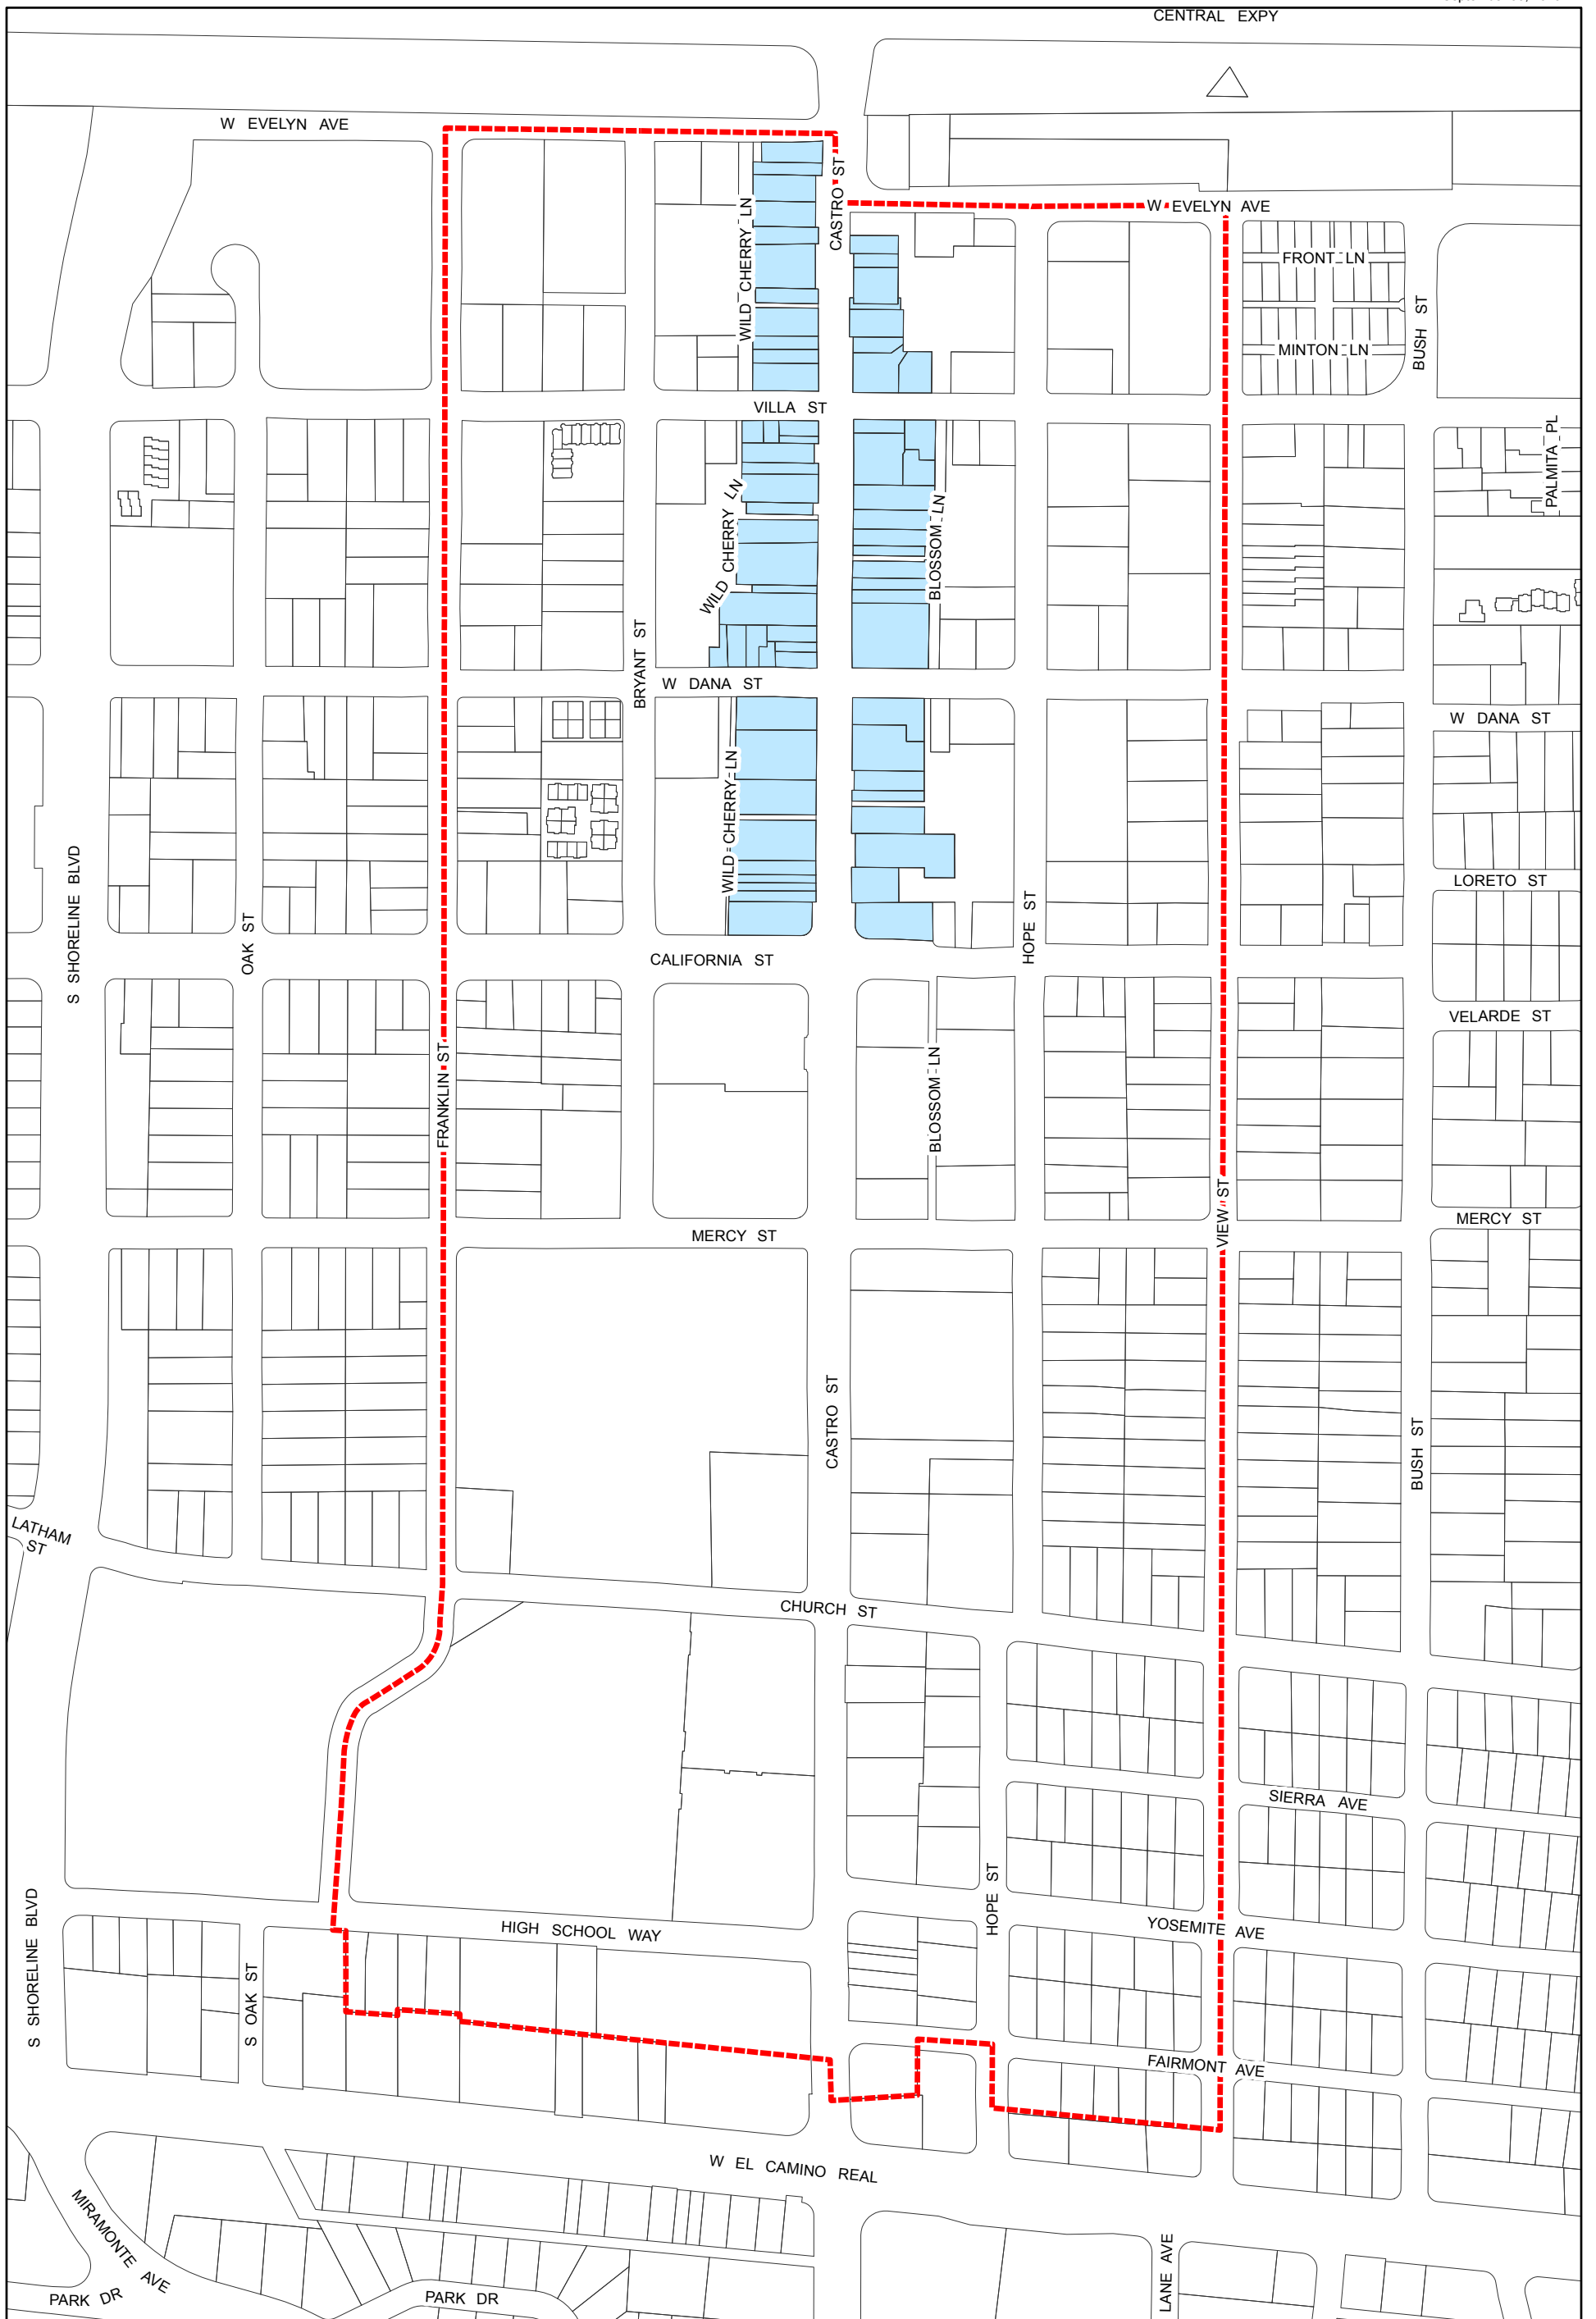 CENTRAL EXPY
W EVELYN AVE
CASTRO ST
W EVELYN AVE
WILD CHERRY LN
FRONT LN
BUSH ST
MINTON LN
VILLA ST
PALMITA PL
WILD CHERRY LN
BLOSSOM LN
BRYANT ST
W DANA ST
W DANA ST
WILD CHERRY LN
S SHORELINE BLVD
LORETO ST
OAK ST
HOPE ST
CALIFORNIA ST
VELARDE ST
FRANKLIN ST
BLOSSOM LN
VIEW ST
MERCY ST
MERCY ST
CASTRO ST
BUSH ST
LATHAM
ST
CHURCH ST
SIERRA AVE
HOPE ST
S SHORELINE BLVD
HIGH SCHOOL WAY
YOSEMITE AVE
S OAK ST
FAIRMONT AVE
W EL CAMINO REAL
MIRAMONTE AVE
LANE AVE
PARK DR
PARK DR